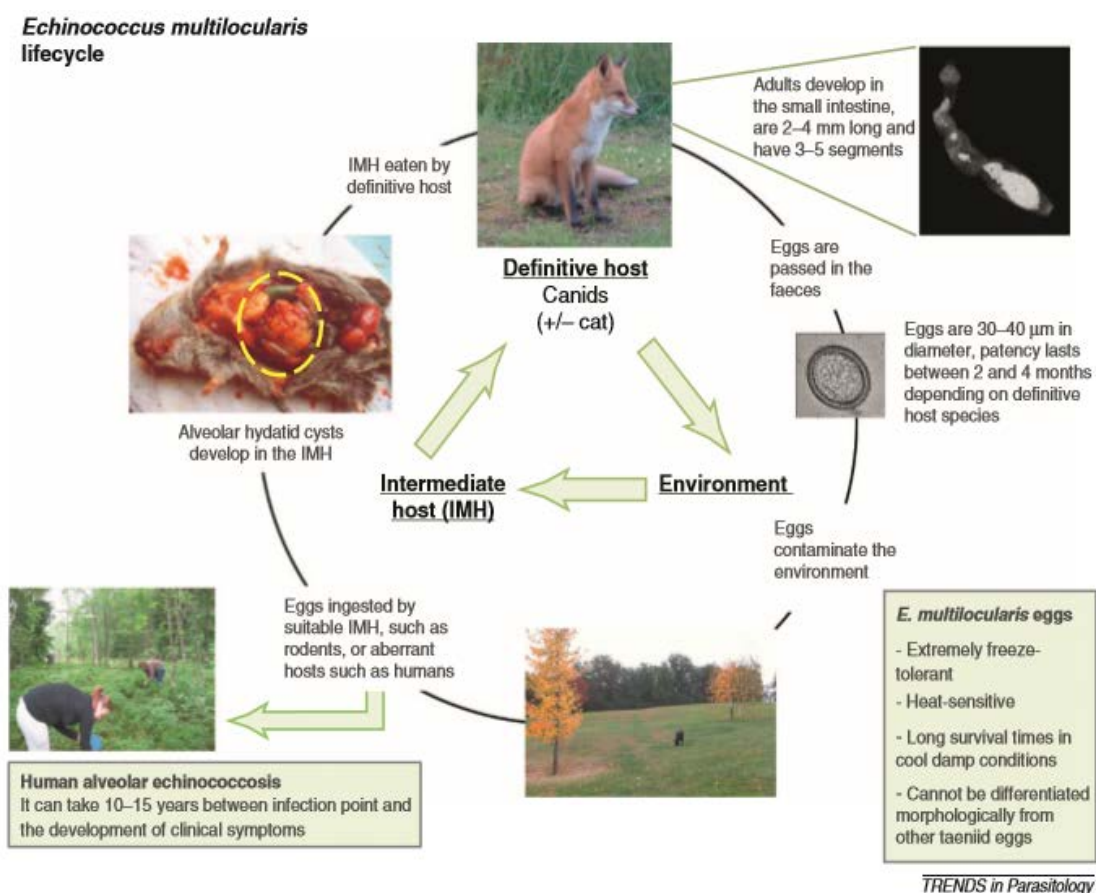 Echinococcus multilocularis
lifecycle
Adults develop in
the small intestine,
are 2–4 mm long and
have 3–5 segments
IMH eaten by
definitive host
Definitive host
Canids
(+/– cat)
Eggs are
passed in the
faeces
Eggs are 30–40 μm in
diameter, patency lasts
between 2 and 4 months
depending on definitive
host species
Alveolar hydatid cysts
develop in the IMH
Intermediate
host (IMH)
Environment
Eggs
contaminate the
environment
Eggs ingested by
suitable IMH, such as
rodents, or aberrant
hosts such as humans
E. multilocularis eggs
- Extremely freeze-
tolerant
- Heat-sensitive
- Long survival times in
cool damp conditions
- Cannot be differentiated
morphologically from
other taeniid eggs
Human alveolar echinococcosis
It can take 10–15 years between infection point and
the development of clinical symptoms
TRENDS in Parasitology